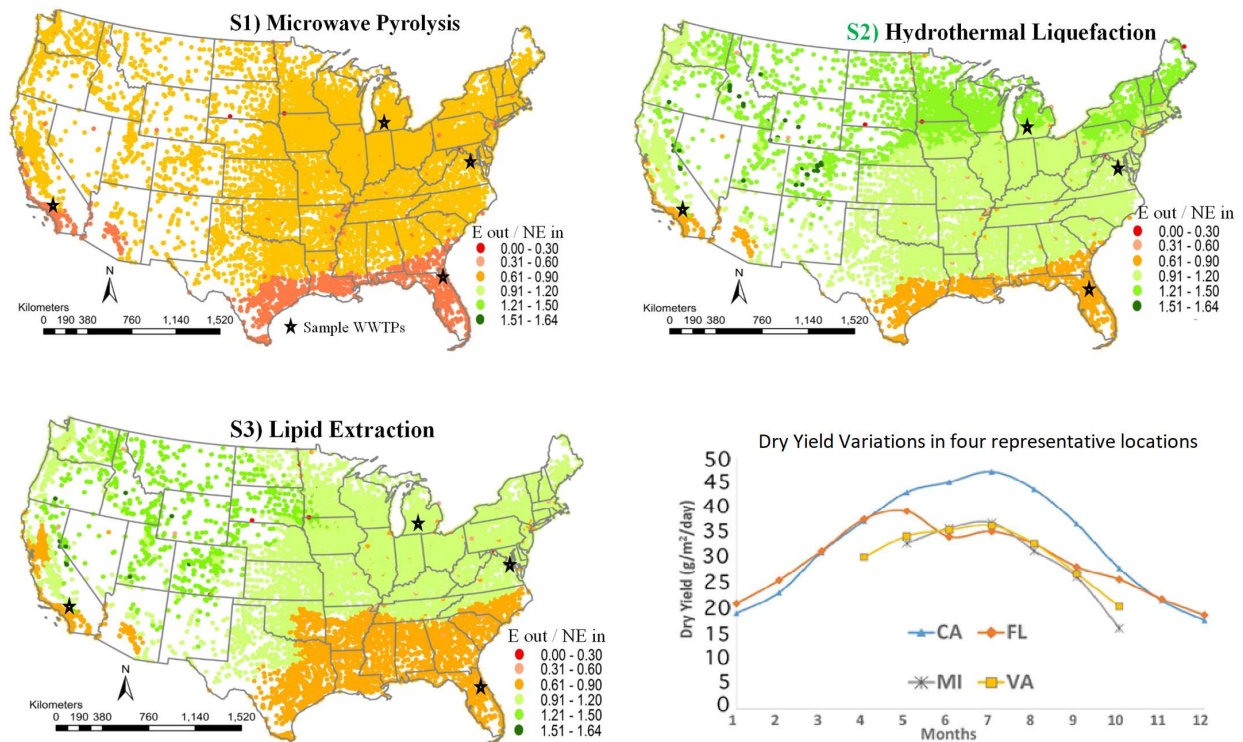 S1) Microwave Pyrolysis
E out / NE in
0.00 - 0.30
0.31 - 0.60
0.61 - 0.90
0.91 - 1.20
1.21 - 1.50
1.51 - 1.64
N
Kilometers
0 190 380 760 1,140 1,520
Sample WWTPs
S2) Hydrothermal Liquefaction
E out / NE in
0.00 - 0.30
0.31 - 0.60
0.61 - 0.90
0.91 - 1.20
1.21 - 1.50
1.51 - 1.64
N
Kilometers
0 190 380 760 1,140 1,520
S3) Lipid Extraction
E out / NE in
0.00 - 0.30
0.31 - 0.60
0.61 - 0.90
0.91 - 1.20
1.21 - 1.50
1.51 - 1.64
N
Kilometers
0 190 380 760 1,140 1,520
Dry Yield Variations in four representative locations
Dry Yield (g/m²/day)
50
45
40
35
30
25
20
15
10
5
0
CA FL
MI VA
1 2 3 4 5 6 7 8 9 10 11 12
Months